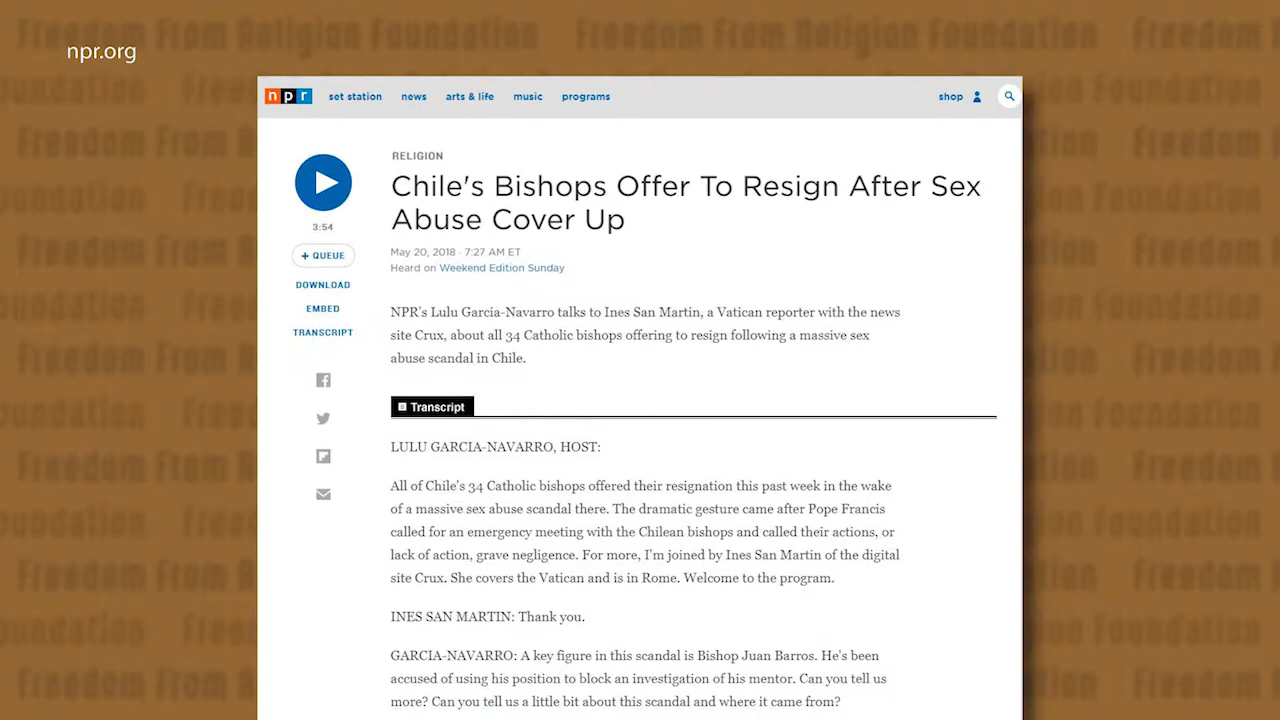 Freedom From Religion Foundation Freedom From Religion Foundation Freedom
npr.org
npr set station news arts & life music programs shop
RELIGION
Chile's Bishops Offer To Resign After Sex
Abuse Cover Up
3:54
May 20, 2018 · 7:27 AM ET
+ QUEUE
Heard on Weekend Edition Sunday
DOWNLOAD
EMBED
TRANSCRIPT
NPR's Lulu Garcia-Navarro talks to Ines San Martin, a Vatican reporter with the news
site Crux, about all 34 Catholic bishops offering to resign following a massive sex
abuse scandal in Chile.
Transcript
LULU GARCIA-NAVARRO, HOST:
All of Chile's 34 Catholic bishops offered their resignation this past week in the wake
of a massive sex abuse scandal there. The dramatic gesture came after Pope Francis
called for an emergency meeting with the Chilean bishops and called their actions, or
lack of action, grave negligence. For more, I'm joined by Ines San Martin of the digital
site Crux. She covers the Vatican and is in Rome. Welcome to the program.
INES SAN MARTIN: Thank you.
GARCIA-NAVARRO: A key figure in this scandal is Bishop Juan Barros. He's been
accused of using his position to block an investigation of his mentor. Can you tell us
more? Can you tell us a little bit about this scandal and where it came from?